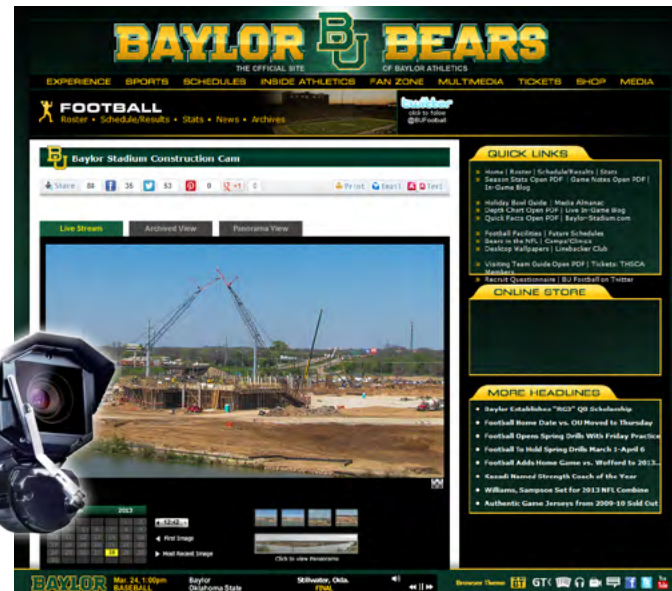 BAYLOR BU BEARS
THE OFFICIAL SITE OF BAYLOR ATHLETICS
EXPERIENCE SPORTS SCHEDULES INSIDE ATHLETICS FAN ZONE MULTIMEDIA TICKETS SHOP MEDIA
FOOTBALL
Roster • Schedule/Results • Stats • News • Archives
twitter
click to follow
@BUFootball
Baylor Stadium Construction Cam
Share 88 35 53 0 +1 0 Print Email Text
Live Stream Archived View Panorama View
2013
12:42
First Image
Most Recent Image
Click to view Panorama
QUICK LINKS
Home | Roster | Schedule/Results | Stats
Season Stats Open PDF | Game Notes Open PDF |
In-Game Blog
Holiday Bowl Guide | Media Almanac
Depth Chart Open PDF | Live In-Game Blog
Quick Facts Open PDF | Baylor-Stadium.com
Football Facilities | Future Schedules
Bears in the NFL | Camps/Clinics
Desktop Wallpapers | Linebacker Club
Visiting Team Guide Open PDF | Tickets: THSCA
Members
Recruit Questionnaire | BU Football on Twitter
ONLINE STORE
MORE HEADLINES
Baylor Establishes "RG3" QB Scholarship
Football Home Date vs. OU Moved to Thursday
Football Opens Spring Drills With Friday Practice
Football To Hold Spring Drills March 1-April 6
Football Adds Home Game vs. Wofford to 2013...
Kazadi Named Strength Coach of the Year
Williams, Sampson Set for 2013 NFL Combine
Authentic Game Jerseys from 2009-10 Sold Out
BAYLOR Mar. 24, 1:00pm Baylor Stillwater, Okla.
BASEBALL Oklahoma State FINAL
Browser Theme